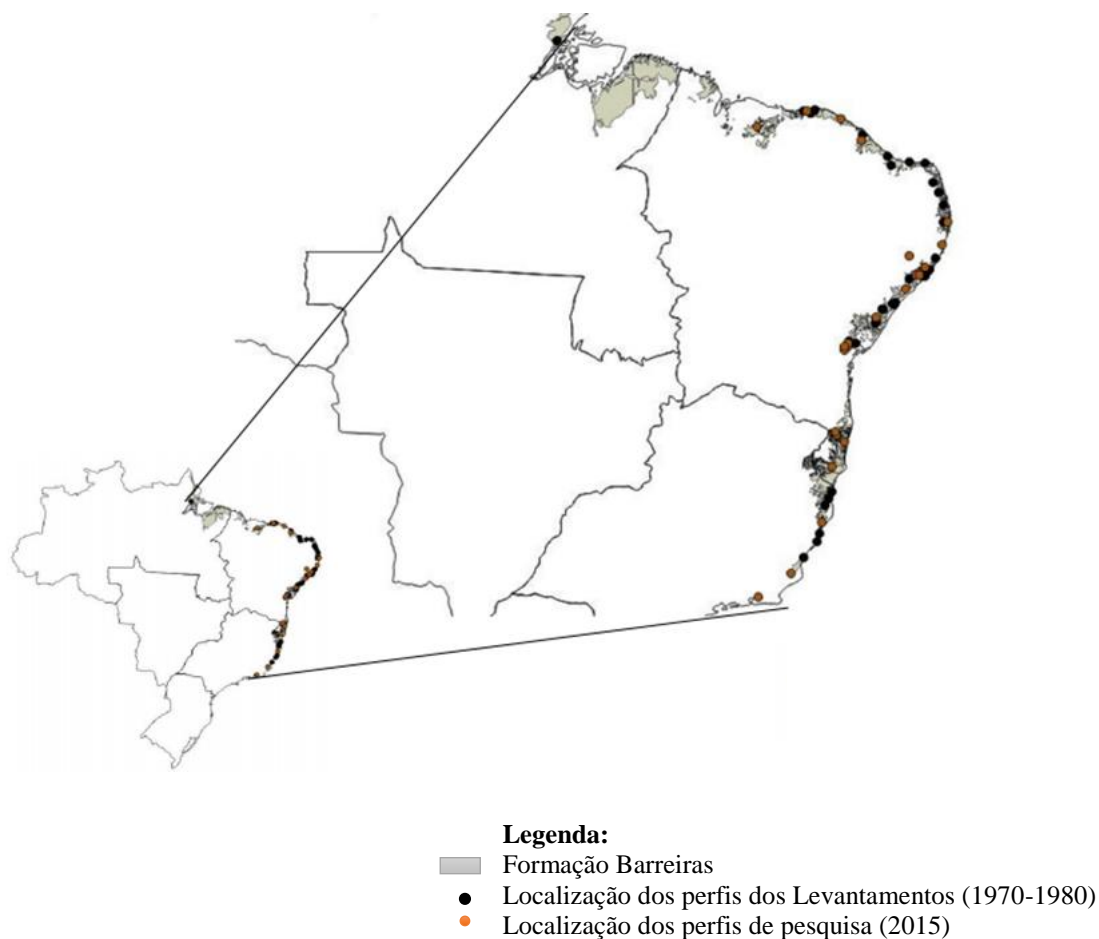 Legenda:
Formação Barreiras
Localização dos perfis dos Levantamentos (1970-1980)
Localização dos perfis de pesquisa (2015)